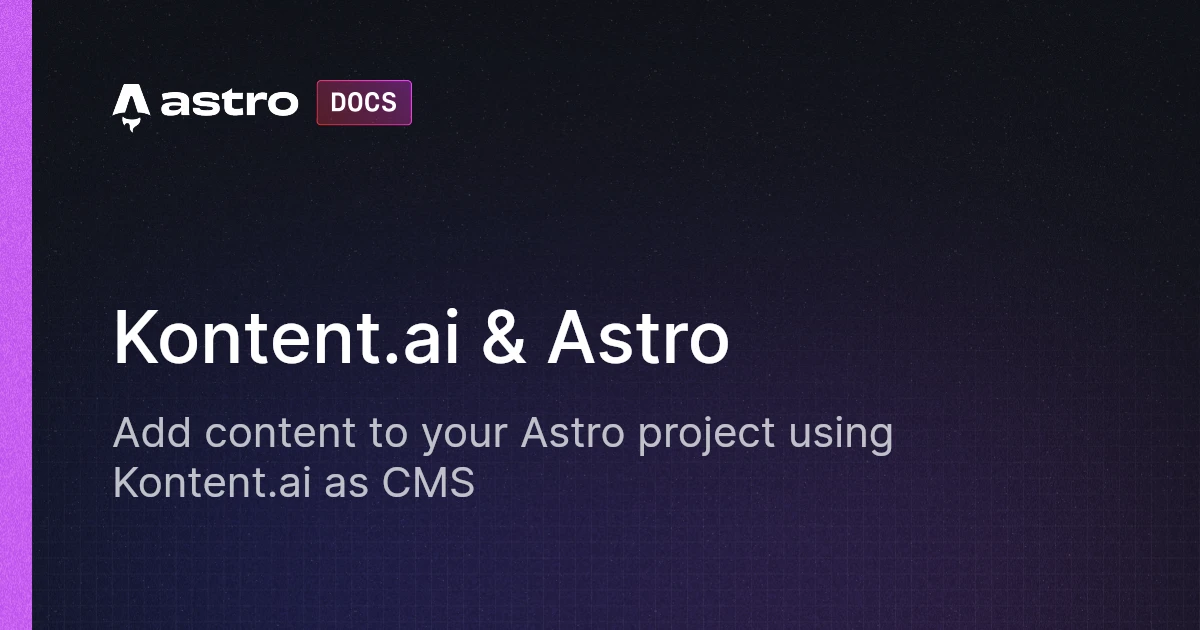 astro DOCS
Kontent.ai & Astro
Add content to your Astro project using
Kontent.ai as CMS